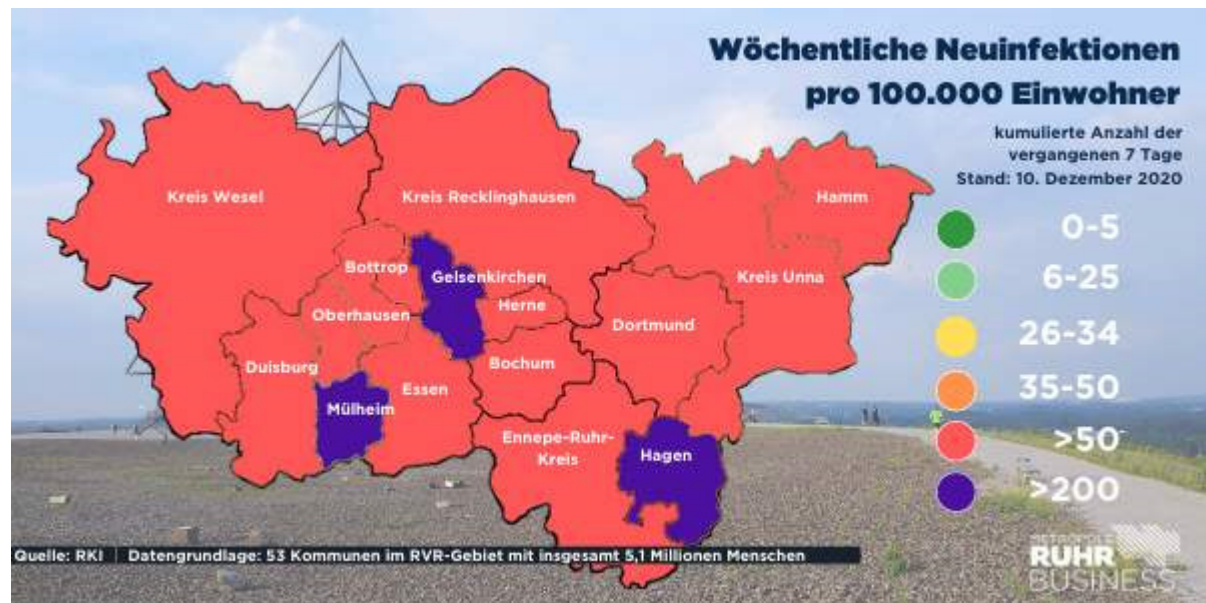 Wöchentliche Neuinfektionen
pro 100.000 Einwohner
kumulierte Anzahl der
vergangenen 7 Tage
Stand: 10. Dezember 2020
Kreis Wesel
Kreis Recklinghausen
Hamm
Bottrop
Gelsenkirchen
Kreis Unna
Herne
Oberhausen
Dortmund
Duisburg
Bochum
Essen
Mülheim
Ennepe-Ruhr-
Kreis
Hagen
0-5
6-25
26-34
35-50
>50
>200
Quelle: RKI | Datengrundlage: 53 Kommunen im RVR-Gebiet mit insgesamt 5,1 Millionen Menschen
METROPOLE
RUHR
BUSINESS